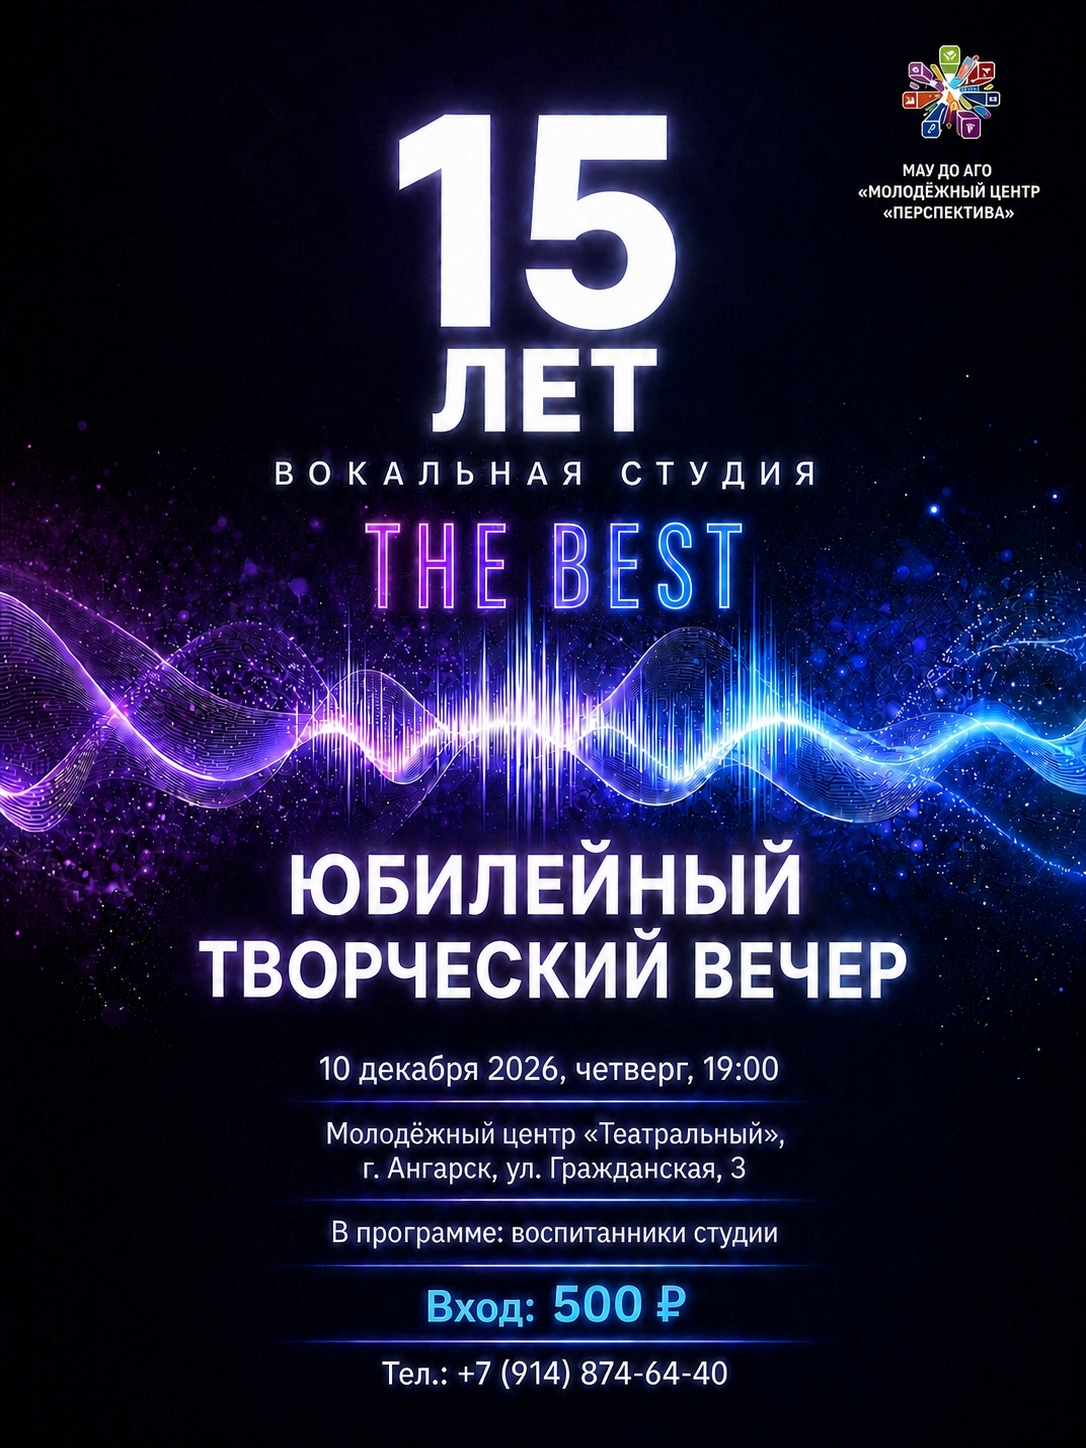 МАУ ДО АГО
«МОЛОДЁЖНЫЙ ЦЕНТР
«ПЕРСПЕКТИВА»
15
ЛЕТ
ВОКАЛЬНАЯ СТУДИЯ
THE BEST
ЮБИЛЕЙНЫЙ
ТВОРЧЕСКИЙ ВЕЧЕР
10 декабря 2026, четверг, 19:00
Молодёжный центр «Театральный»,
г. Ангарск, ул. Гражданская, 3
В программе: воспитанники студии
Вход: 500 ₽
Тел.: +7 (914) 874-64-40